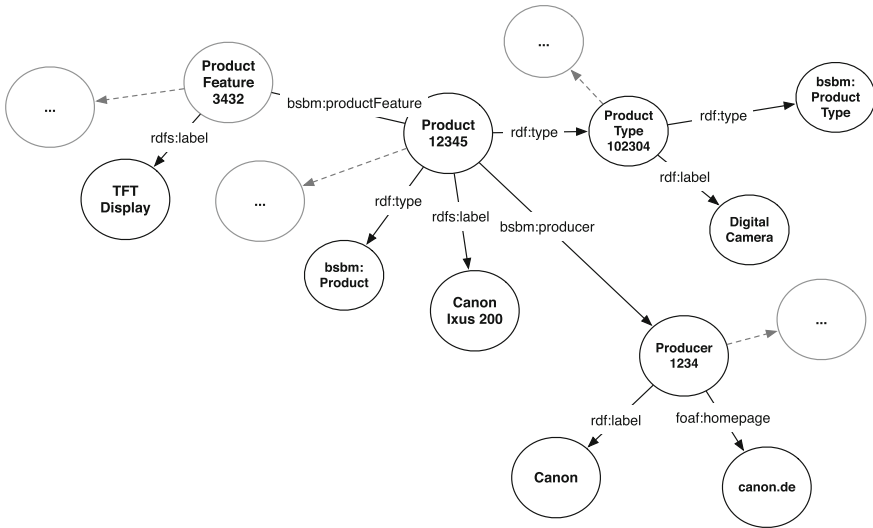 ...
Product
Feature
3432
...
bsbm:
Product
Type
bsbm:productFeature
Product
12345
rdf:type
Product
Type
102304
rdf:type
rdfs:label
TFT
Display
...
rdf:type
rdfs:label
bsbm:producer
rdf:label
Digital
Camera
bsbm:
Product
Canon
Ixus 200
...
Producer
1234
rdf:label
foaf:homepage
Canon
canon.de